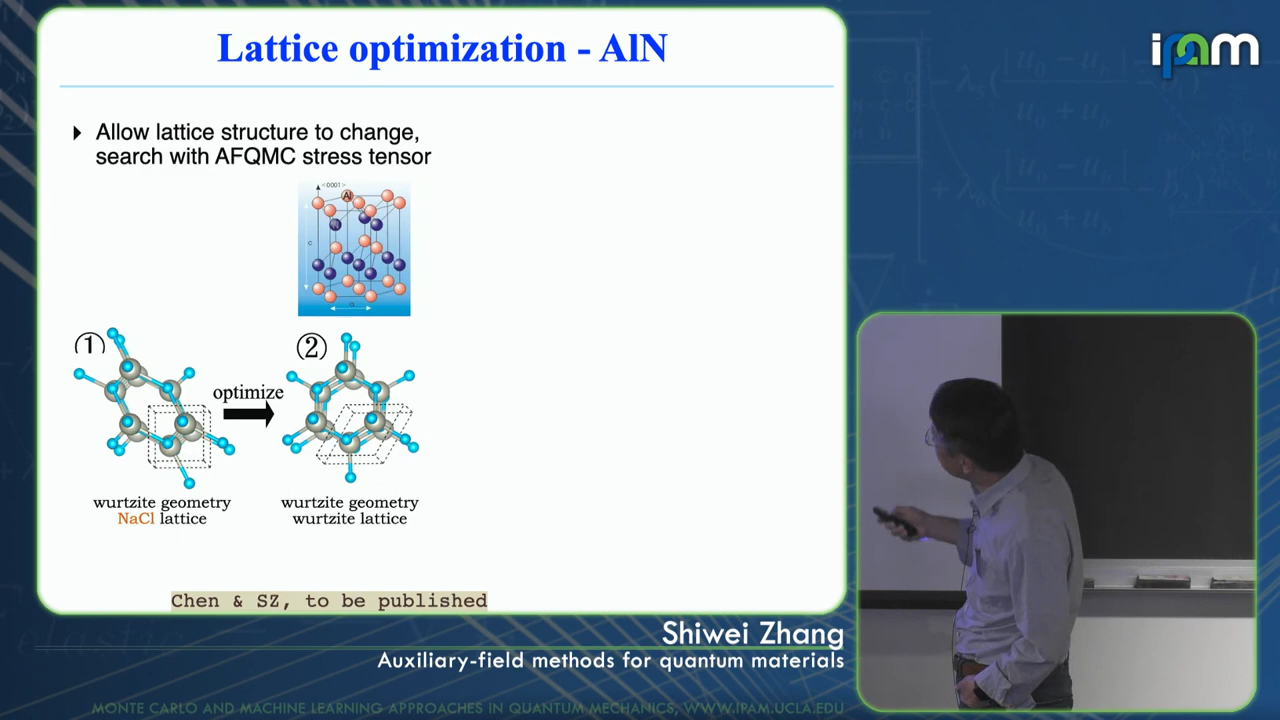 Lattice optimization - AlN
ipam
Allow lattice structure to change,
search with AFQMC stress tensor
<0001>
Al
N
c
a
①
②
optimize
wurtzite geometry
NaCl lattice
wurtzite geometry
wurtzite lattice
Chen & SZ, to be published
Shiwei Zhang
Auxiliary-field methods for quantum materials
MONTE CARLO AND MACHINE LEARNING APPROACHES IN QUANTUM MECHANICS, WWW.IPAM.UCLA.EDU